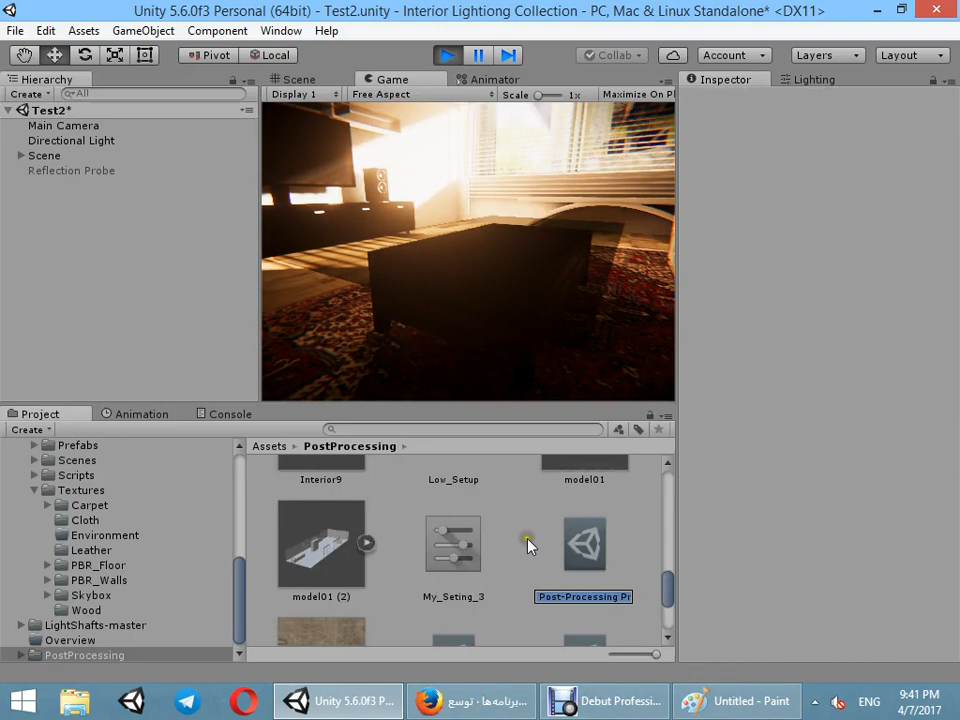 Unity 5.6.0f3 Personal (64bit) - Test2.unity - Interior Lightiong Collection - PC, Mac & Linux Standalone* <DX11>
File Edit Assets GameObject Component Window Help
Pivot Local Collab Account Layers Layout
Hierarchy Scene Game Animator Inspector Lighting
Create All Display 1 Free Aspect Scale 1x Maximize On Pl
Test2*
Main Camera
Directional Light
Scene
Reflection Probe
Project Animation Console
Create
Prefabs Assets PostProcessing
Scenes
Scripts Interior9 Low_Setup model01
Textures
Carpet
Cloth
Environment
Leather
PBR_Floor
PBR_Walls
Skybox model01 (2) My_Seting_3 Post-Processing Pr
Wood
LightShafts-master
Overview
PostProcessing
Unity 5.6.0f3 P... برنامه‌ها · توسع... Debut Professi... Untitled - Paint ENG 9:41 PM
4/7/2017